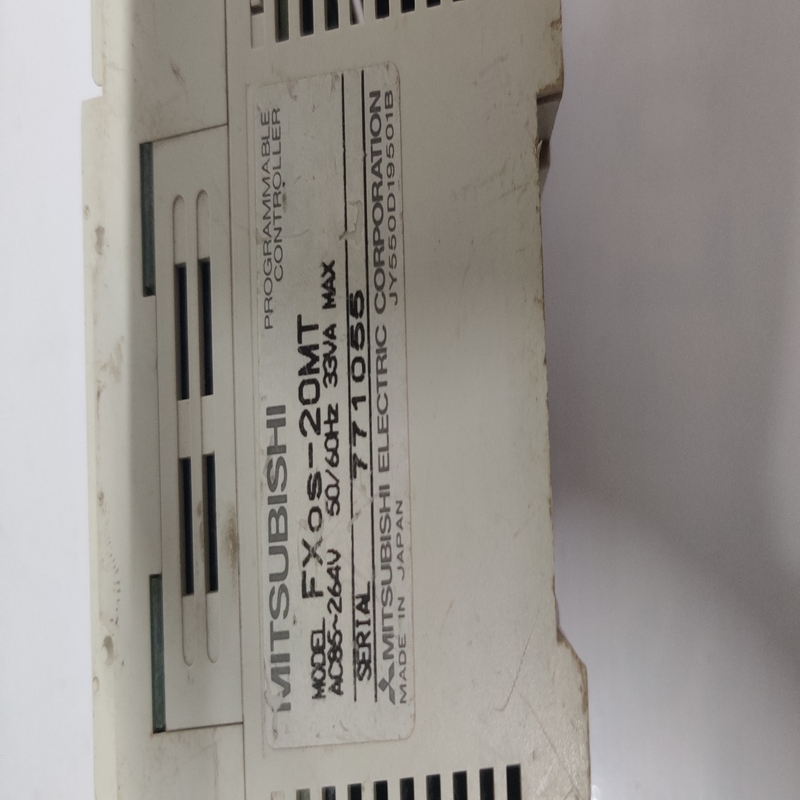 MITSUBISHI
PROGRAMMABLE
CONTROLLER
MODEL FX0S-20MT
AC85~264V 50/60Hz 33VA MAX
SERIAL 771055
MITSUBISHI ELECTRIC CORPORATION
MADE IN JAPAN
JY550D19501B